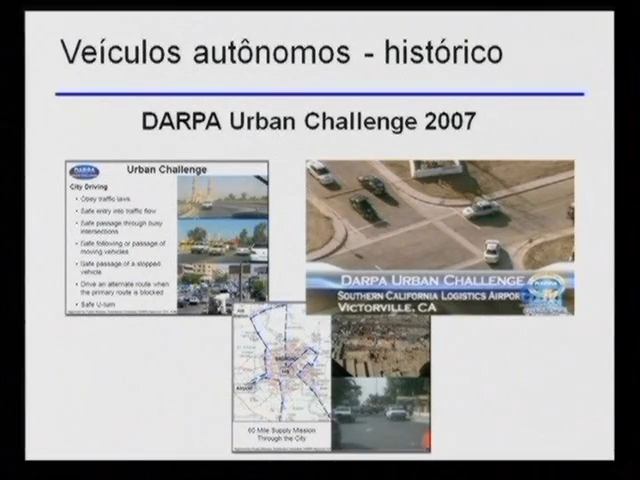 Veículos autônomos - histórico
DARPA Urban Challenge 2007
DARPA
Urban Challenge
City Driving
• Obey traffic laws
• Safe entry into traffic flow
• Safe passage through busy
intersections
• Safe following or passage of
moving vehicles
• Safe passage of a stopped
vehicle
• Drive an alternate route when
the primary route is blocked
• Safe U-turn
DARPA URBAN CHALLENGE
SOUTHERN CALIFORNIA LOGISTICS AIRPOR
VICTORVILLE, CA
Airport
60 Mile Supply Mission
Through the City